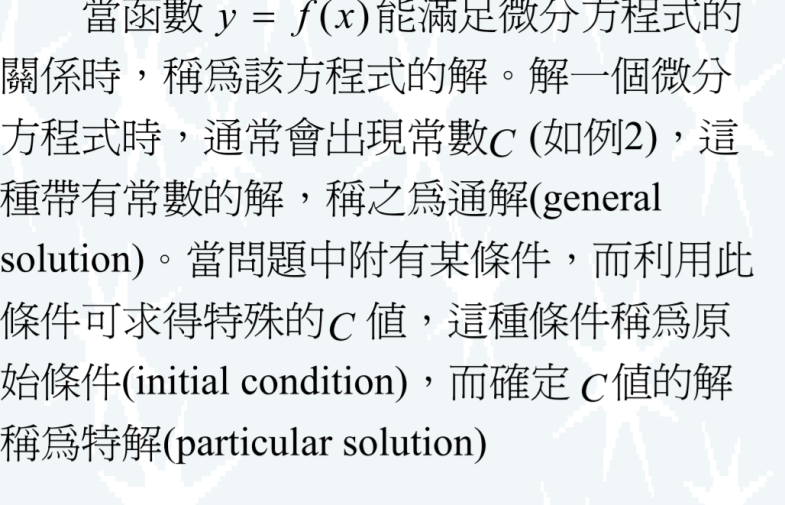 當函數 y = f(x)能滿足微分方程式的
關係時，稱爲該方程式的解。解一個微分
方程式時，通常會出現常數C (如例2)，這
種帶有常數的解，稱之爲通解(general
solution)。當問題中附有某條件，而利用此
條件可求得特殊的C 值，這種條件稱爲原
始條件(initial condition)，而確定 C值的解
稱爲特解(particular solution)